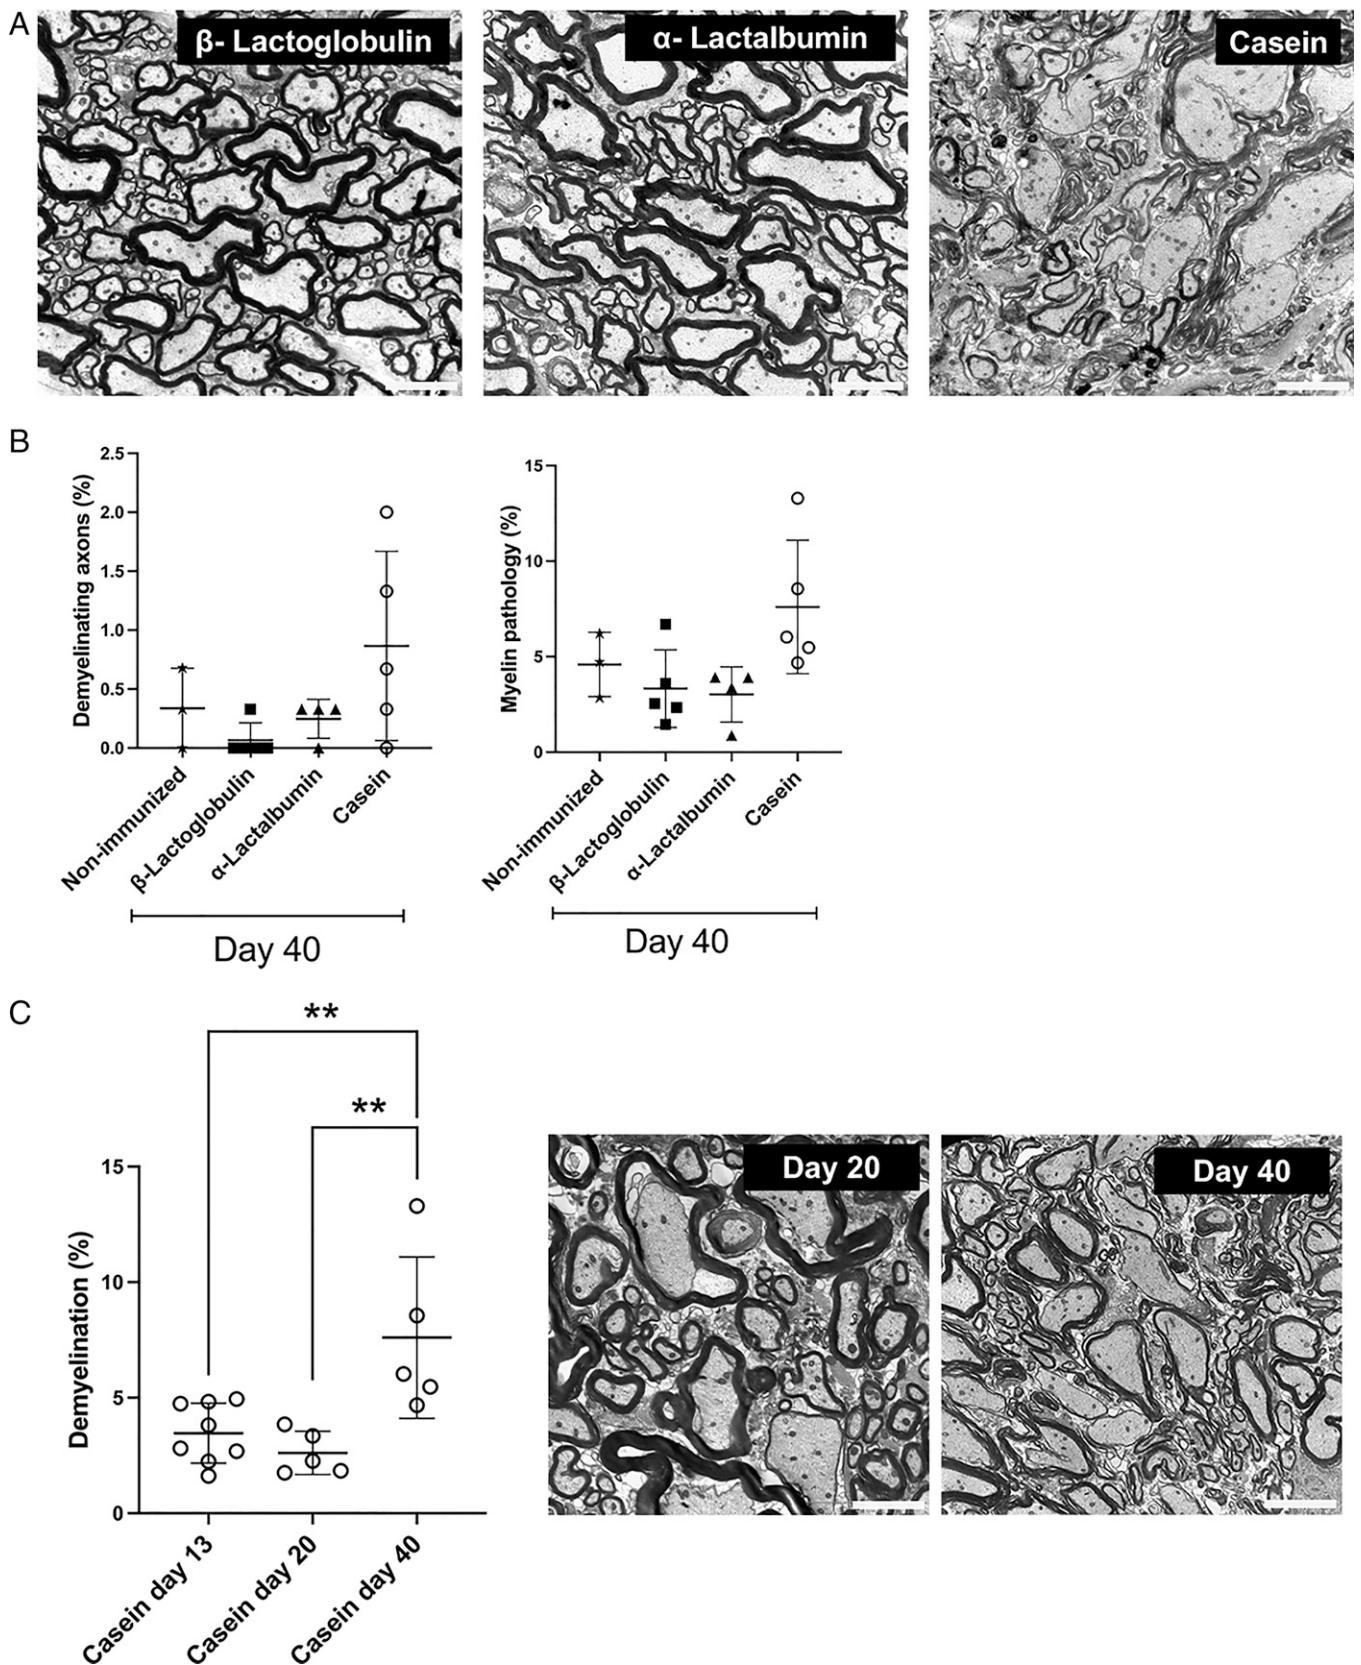 A
β- Lactoglobulin
α- Lactalbumin
Casein
B
Demyelinating axons (%)
2.5
2.0
1.5
1.0
0.5
0.0
Non-immunized
β-Lactoglobulin
α-Lactalbumin
Casein
Day 40
Myelin pathology (%)
15
10
5
0
Non-immunized
β-Lactoglobulin
α-Lactalbumin
Casein
Day 40
C
**
**
Demyelination (%)
15
10
5
0
Casein day 13
Casein day 20
Casein day 40
Day 20
Day 40